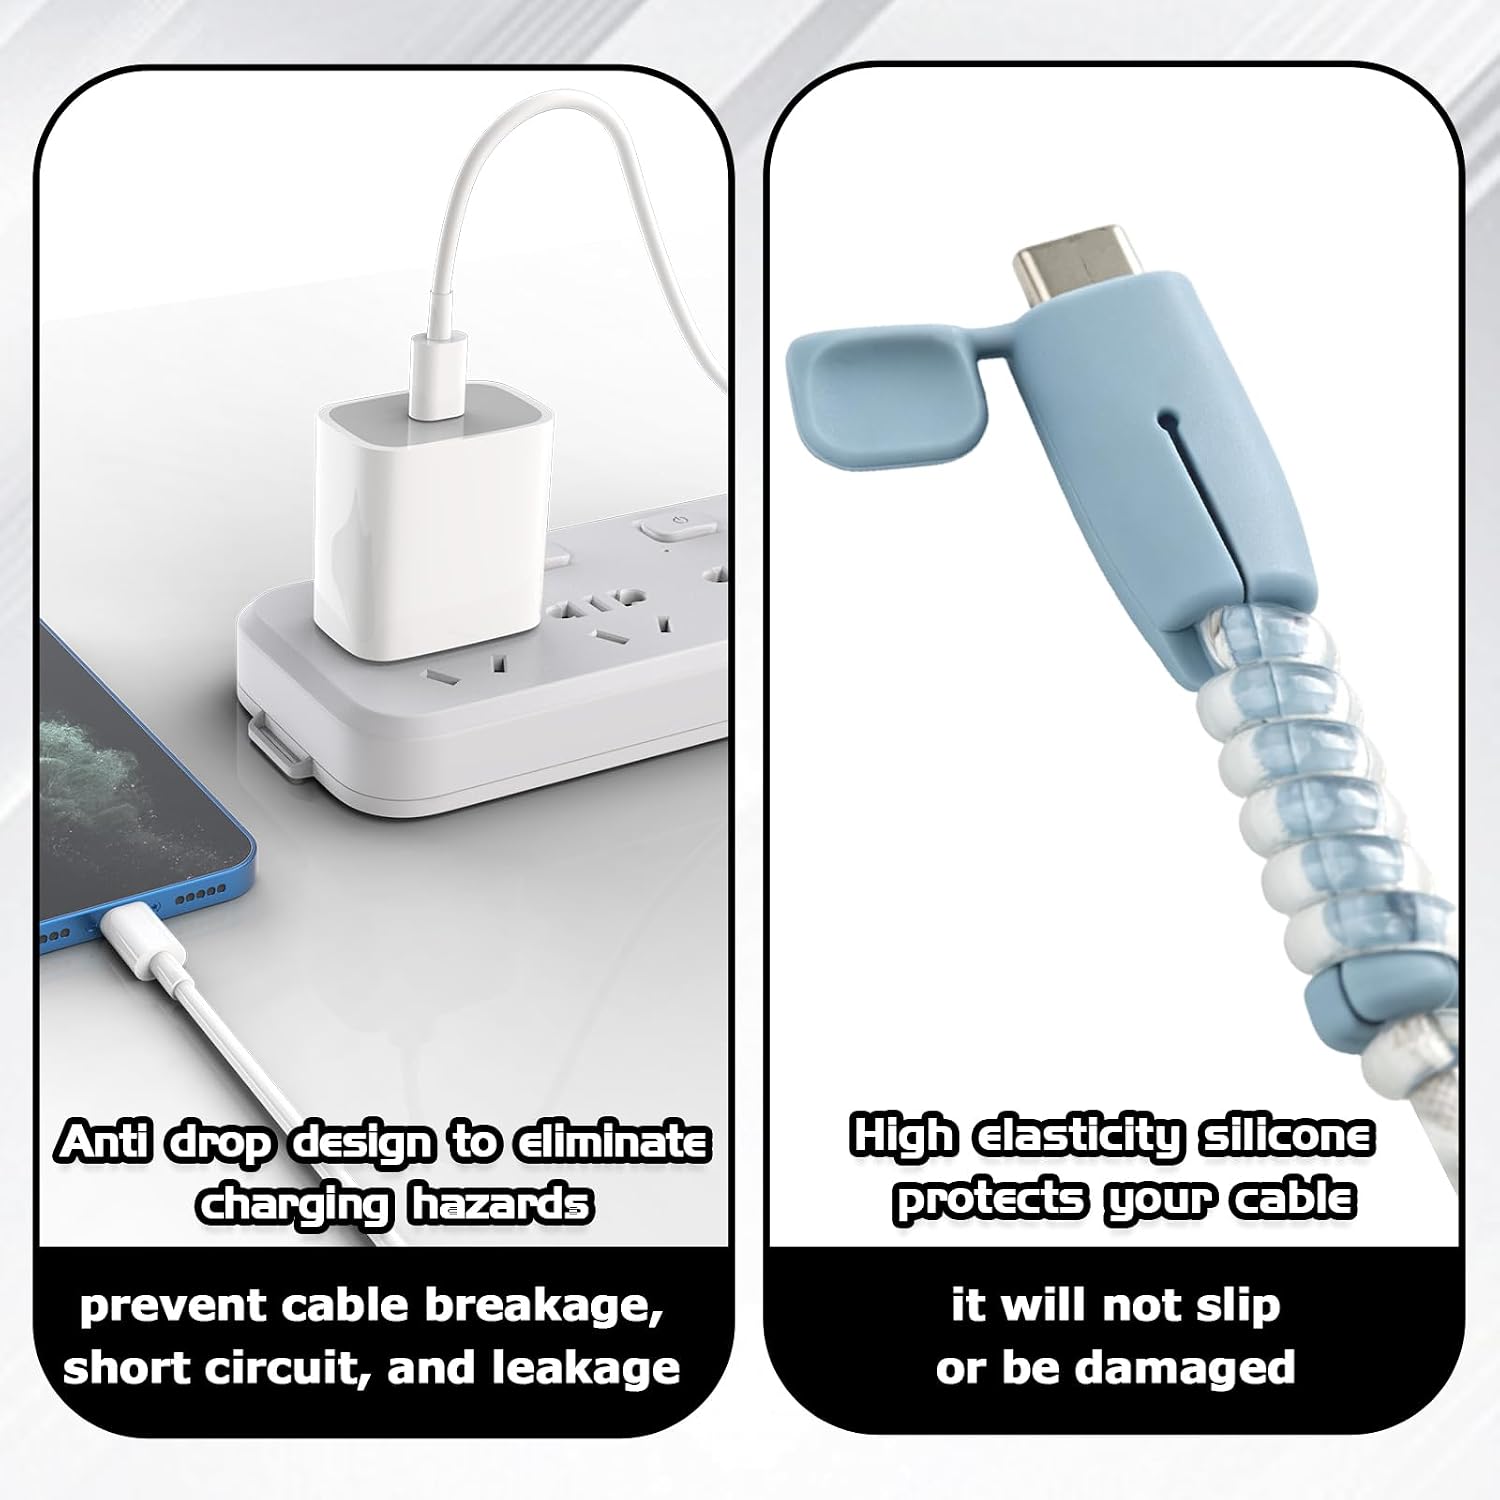 Anti drop design to eliminate
charging hazards
prevent cable breakage,
short circuit, and leakage
High elasticity silicone
protects your cable
it will not slip
or be damaged